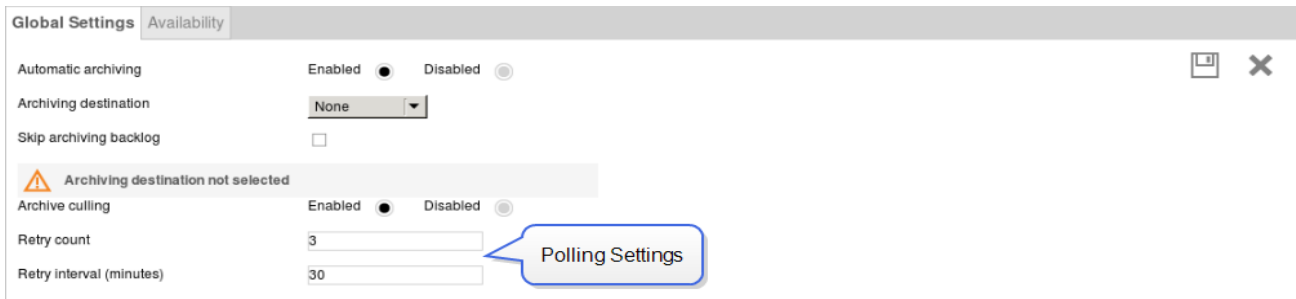 Global Settings Availability
Automatic archiving Enabled Disabled
Archiving destination None
Skip archiving backlog
Archiving destination not selected
Archive culling Enabled Disabled
Retry count 3
Polling Settings
Retry interval (minutes) 30